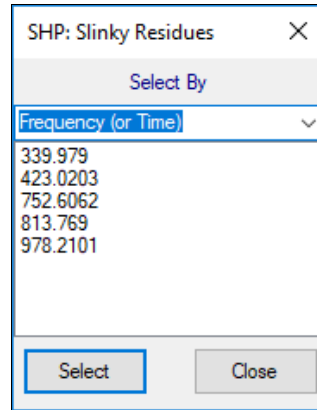 SHP: Slinky Residues
Select By
Frequency (or Time)
339.979
423.0203
752.6062
813.769
978.2101
Select Close